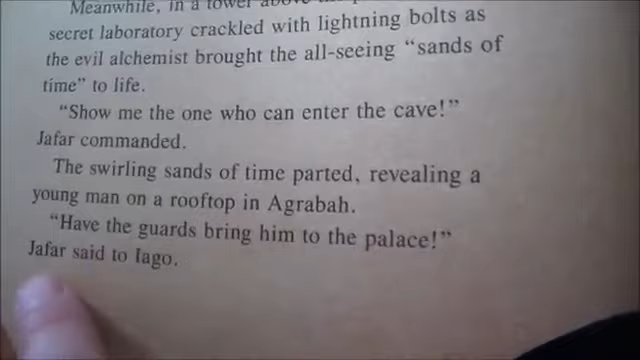 Meanwhile, in a tower above the
secret laboratory crackled with lightning bolts as
the evil alchemist brought the all-seeing “sands of
time” to life.
“Show me the one who can enter the cave!”
Jafar commanded.
The swirling sands of time parted, revealing a
young man on a rooftop in Agrabah.
“Have the guards bring him to the palace!”
Jafar said to Iago.